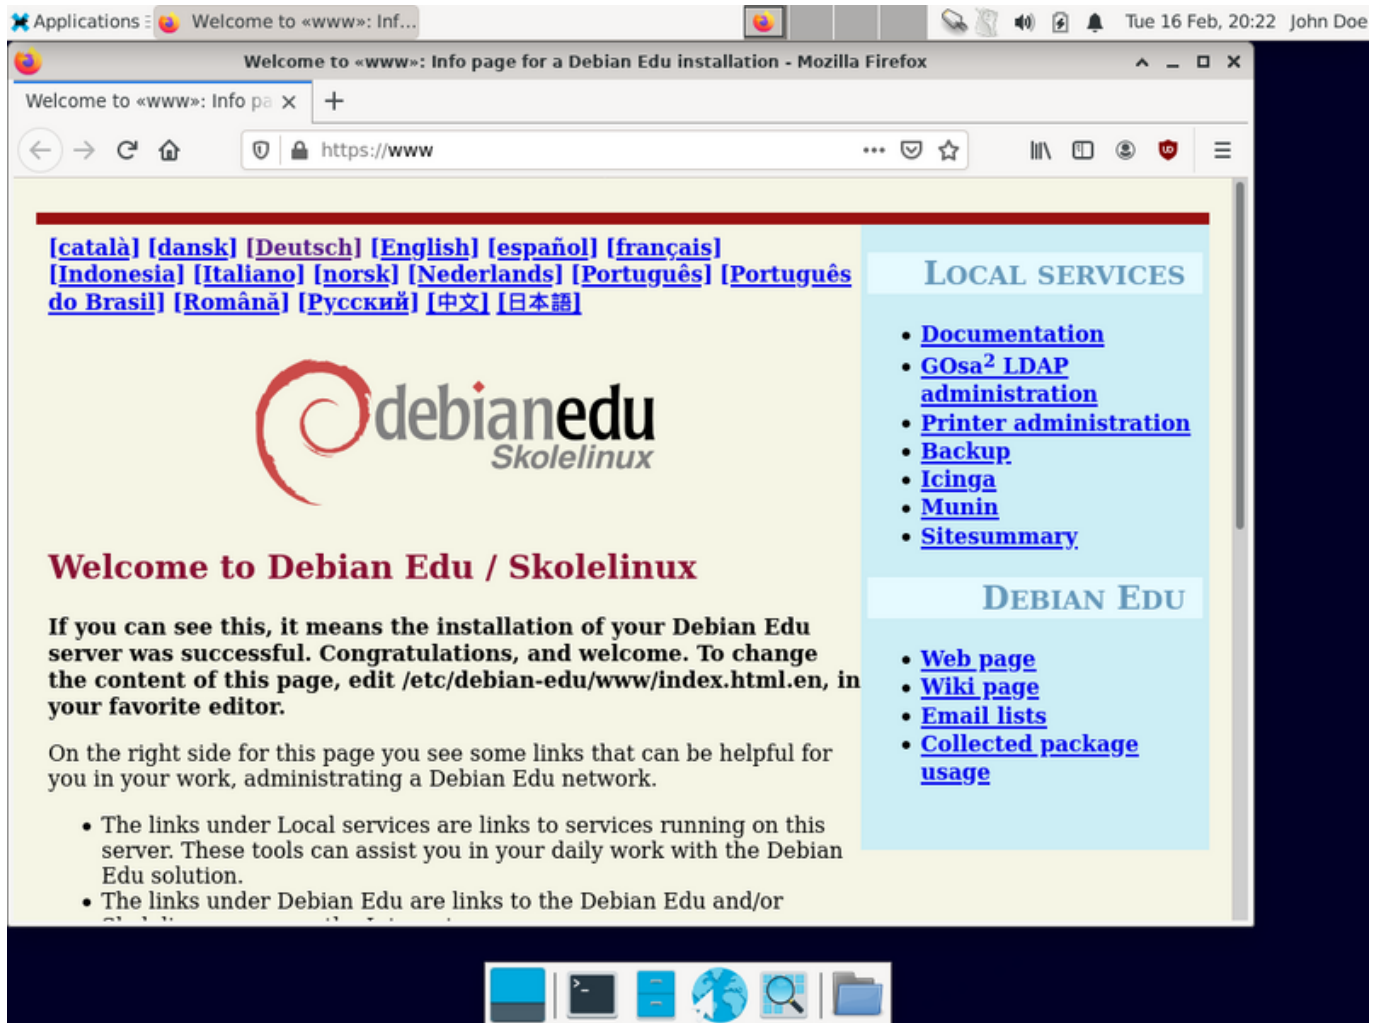 Applications
Welcome to «www»: Inf...
Tue 16 Feb, 20:22 John Doe
Welcome to «www»: Info page for a Debian Edu installation - Mozilla Firefox
Welcome to «www»: Info pa
https://www
[català] [dansk] [Deutsch] [English] [español] [français]
[Indonesia] [Italiano] [norsk] [Nederlands] [Português] [Português
do Brasil] [Română] [Русский] [中文] [日本語]
debianedu
Skolelinux
Welcome to Debian Edu / Skolelinux
If you can see this, it means the installation of your Debian Edu
server was successful. Congratulations, and welcome. To change
the content of this page, edit /etc/debian-edu/www/index.html.en, in
your favorite editor.
On the right side for this page you see some links that can be helpful for
you in your work, administrating a Debian Edu network.
• The links under Local services are links to services running on this
server. These tools can assist you in your daily work with the Debian
Edu solution.
• The links under Debian Edu are links to the Debian Edu and/or
LOCAL SERVICES
• Documentation
• GOsa² LDAP
administration
• Printer administration
• Backup
• Icinga
• Munin
• Sitesummary
DEBIAN EDU
• Web page
• Wiki page
• Email lists
• Collected package
usage